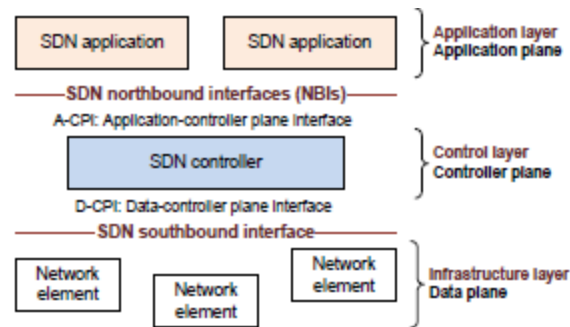 SDN application
SDN application
Application layer
Application plane
SDN northbound interfaces (NBIs)
A-CPI: Application-controller plane interface
SDN controller
Control layer
Controller plane
D-CPI: Data-controller plane interface
SDN southbound interface
Network
element
Network
element
Network
element
Infrastructure layer
Data plane